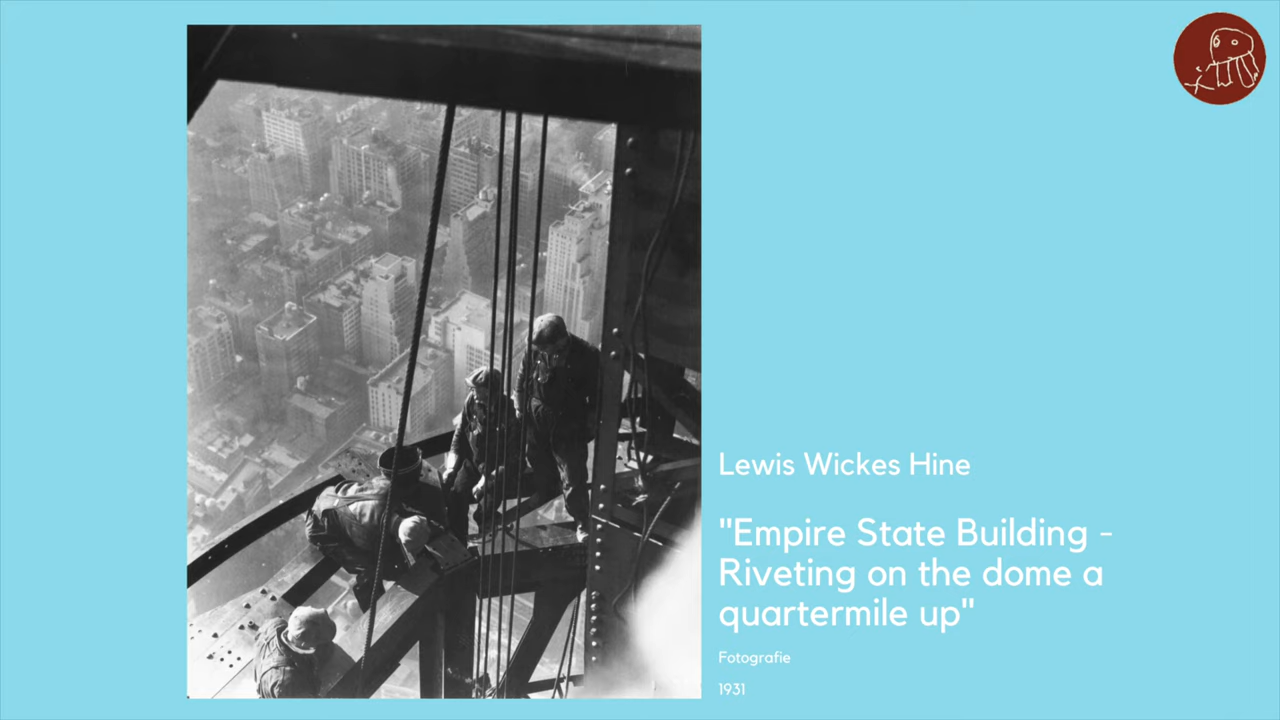 Lewis Wickes Hine
"Empire State Building -
Riveting on the dome a
quartermile up"
Fotografie
1931